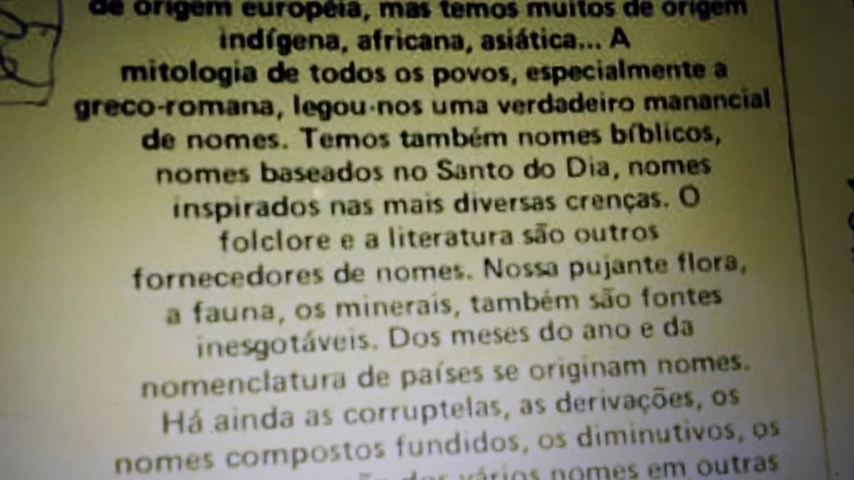 de origem européia, mas temos muitos de origem
indígena, africana, asiática... A
mitologia de todos os povos, especialmente a
greco-romana, legou-nos uma verdadeiro manancial
de nomes. Temos também nomes bíblicos,
nomes baseados no Santo do Dia, nomes
inspirados nas mais diversas crenças. O
folclore e a literatura são outros
fornecedores de nomes. Nossa pujante flora,
a fauna, os minerais, também são fontes
inesgotáveis. Dos meses do ano e da
nomenclatura de países se originam nomes.
Há ainda as corruptelas, as derivações, os
nomes compostos fundidos, os diminutivos, os
dos vários nomes em outras